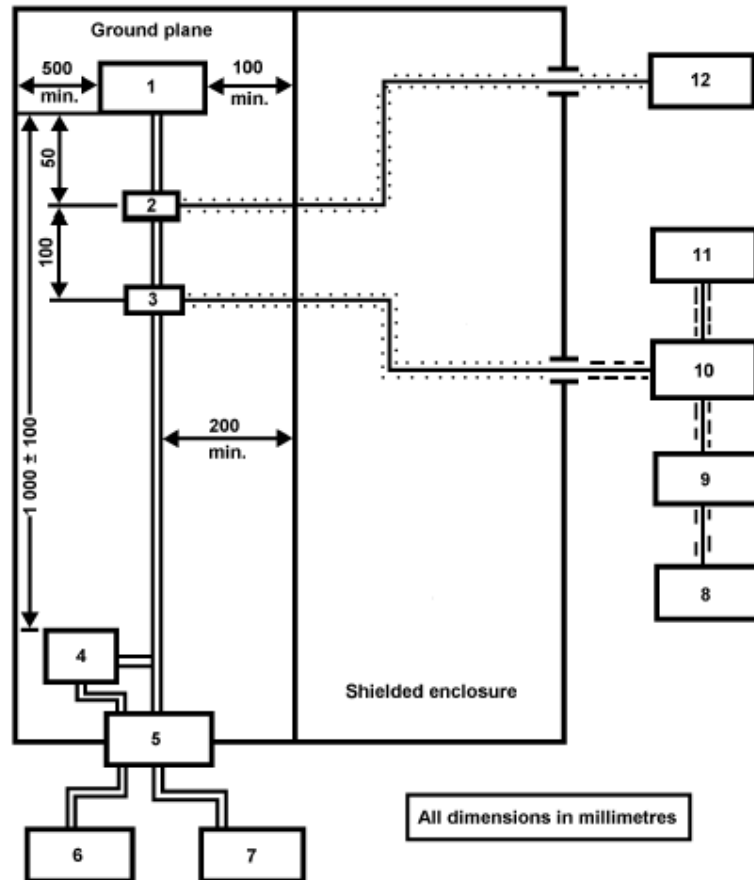 Ground plane
500
min.
1
100
min.
12
50
2
100
3
11
10
200
min.
1 000 ± 100
9
8
4
Shielded enclosure
5
All dimensions in millimetres
6
7